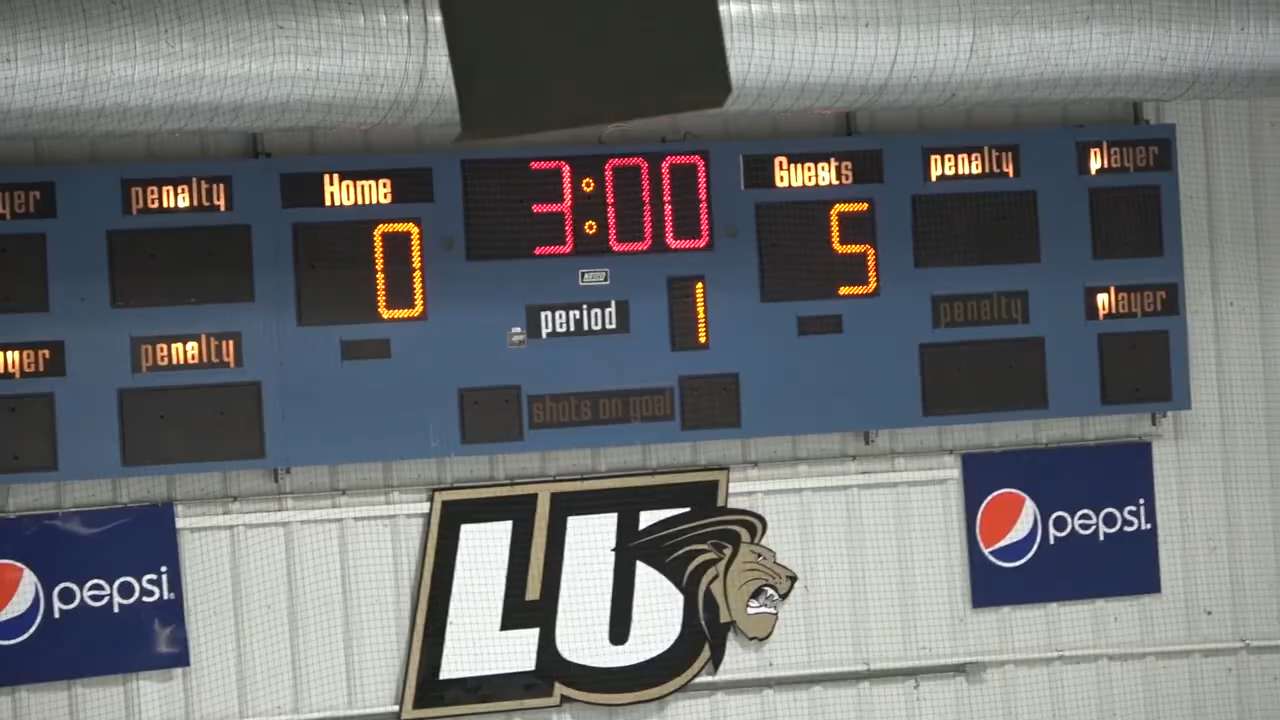 yer
penalty
Home
3:00
Guests
penalty
player
0
5
period
1
penalty
player
yer
penalty
shots on goal
LU
pepsi.
pepsi.